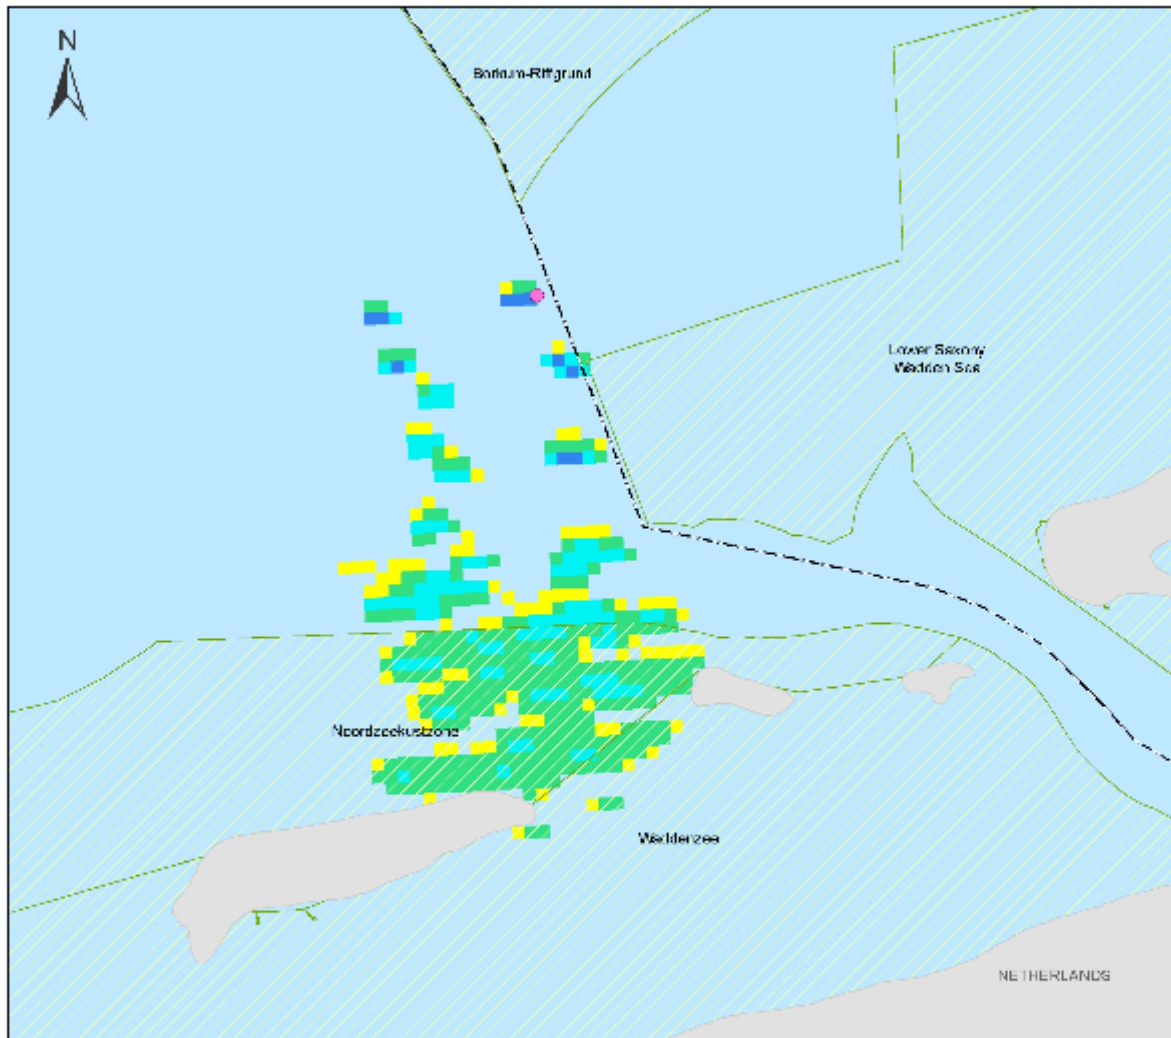 N
Borkum-Riffgrund
Lower Saxony
Wadden Sea
Noordzeekustzone
Waddenzee
NETHERLANDS